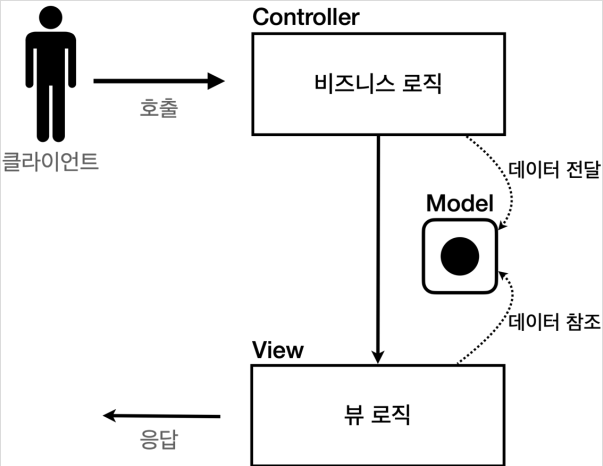 Controller
비즈니스 로직
호출
클라이언트
데이터 전달
Model
데이터 참조
View
뷰 로직
응답